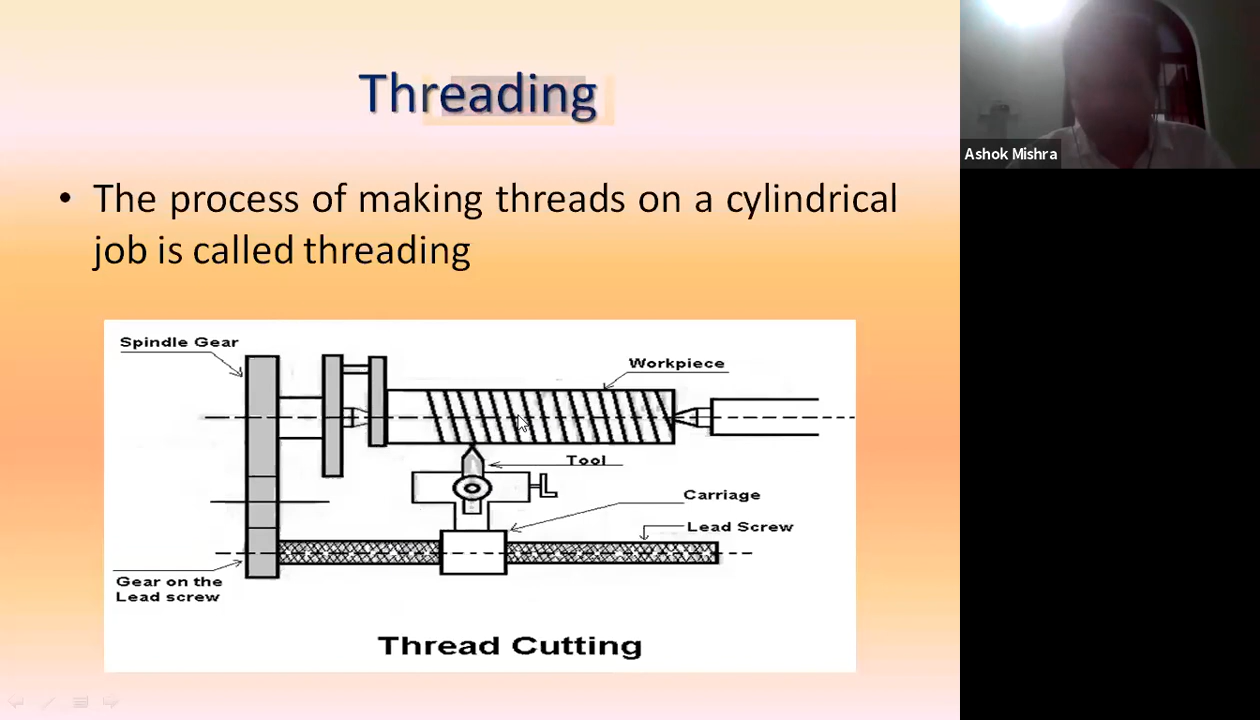 Threading
Ashok Mishra
• The process of making threads on a cylindrical
job is called threading
Spindle Gear
Workpiece
Tool
Carriage
Lead Screw
Gear on the
Lead screw
Thread Cutting